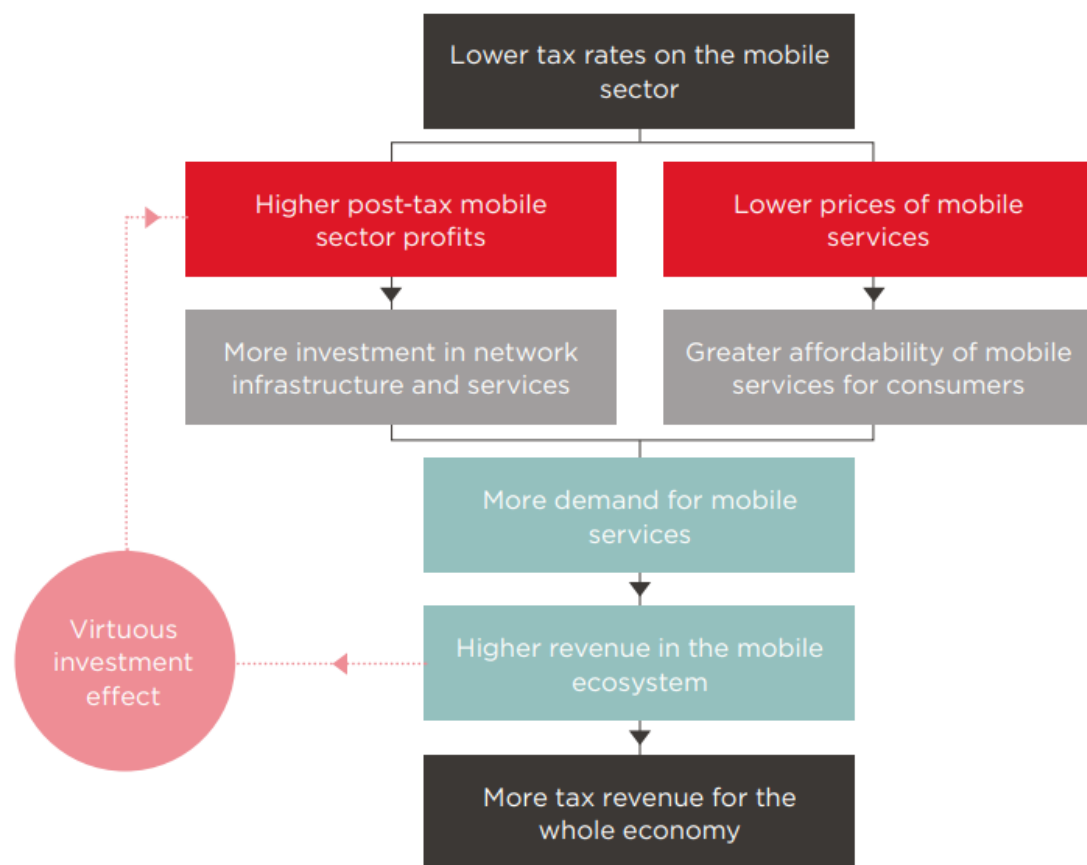 Lower tax rates on the mobile
sector
Higher post-tax mobile
sector profits
Lower prices of mobile
services
More investment in network
infrastructure and services
Greater affordability of mobile
services for consumers
More demand for mobile
services
Virtuous
investment
effect
Higher revenue in the mobile
ecosystem
More tax revenue for the
whole economy